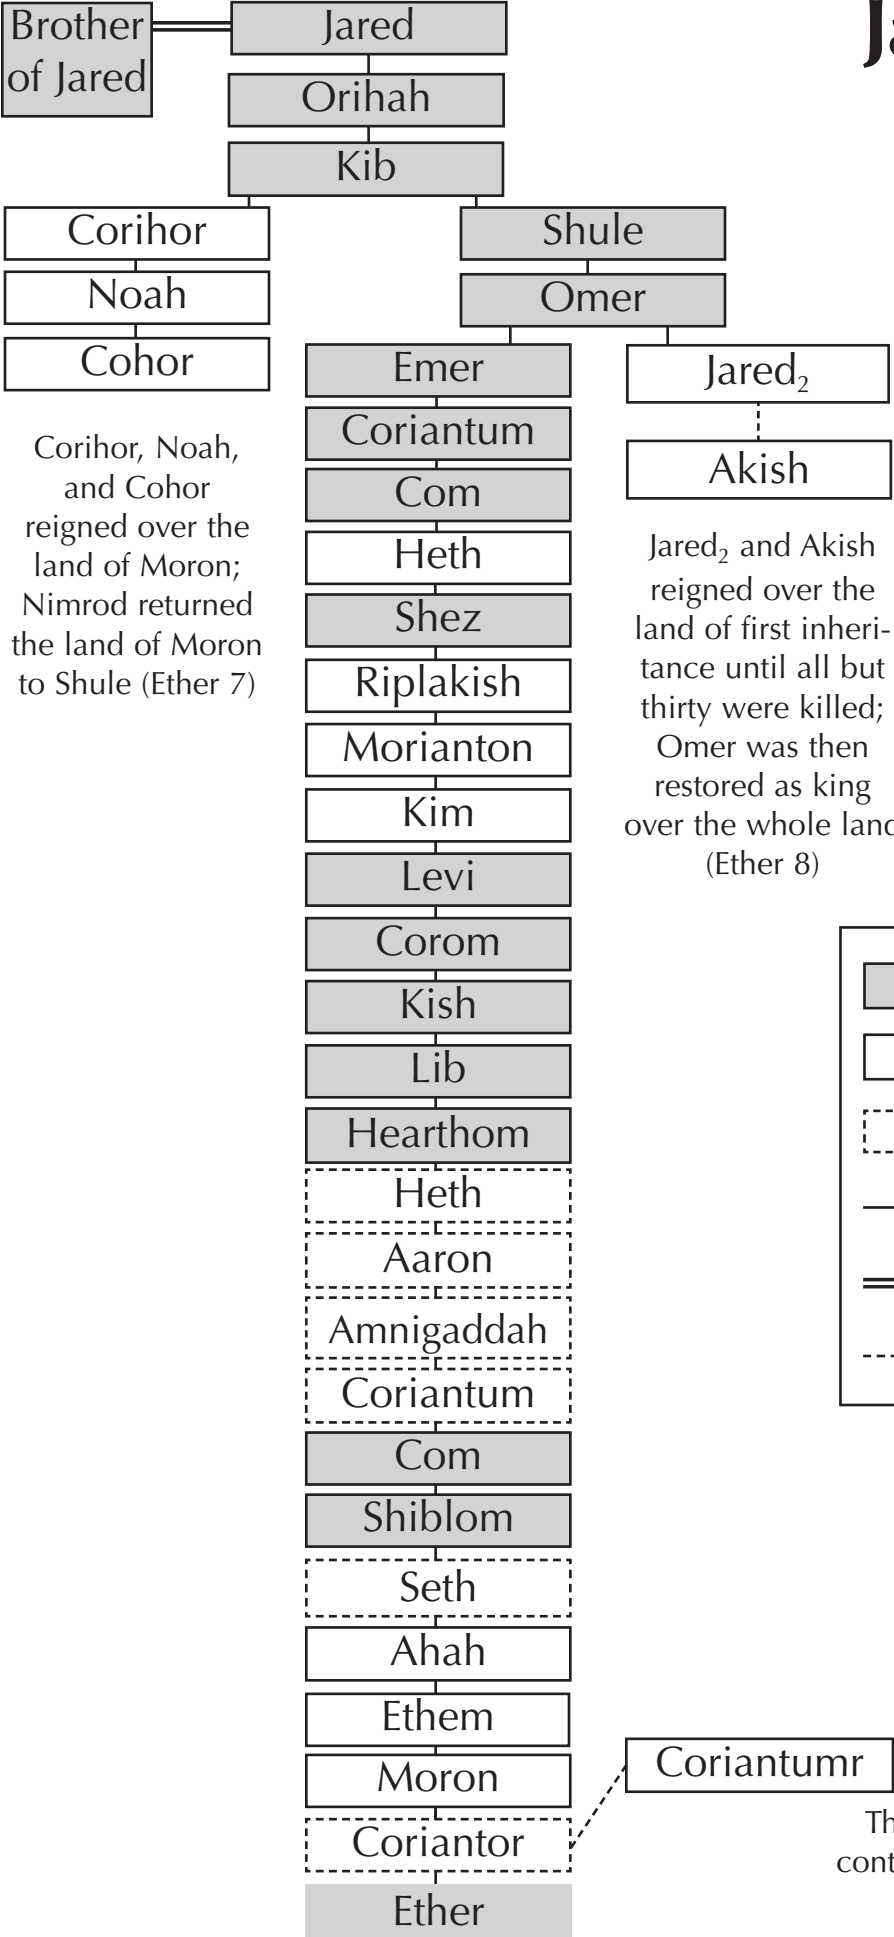 Brother
of Jared
Jared
Orihah
Kib
Corihor
Noah
Cohor
Shule
Omer
Corihor, Noah,
and Cohor
reigned over the
land of Moron;
Nimrod returned
the land of Moron
to Shule (Ether 7)
Emer
Coriantum
Com
Heth
Shez
Riplakish
Morianton
Kim
Levi
Corom
Kish
Lib
Hearthom
Heth
Aaron
Amnigaddah
Coriantum
Com
Shiblom
Seth
Ahah
Ethem
Moron
Coriantor
Ether
Jared₂
Akish
Jared₂ and Akish
reigned over the
land of first inheri-
tance until all but
thirty were killed;
Omer was then
restored as king
over the whole land
(Ether 8)
Coriantumr